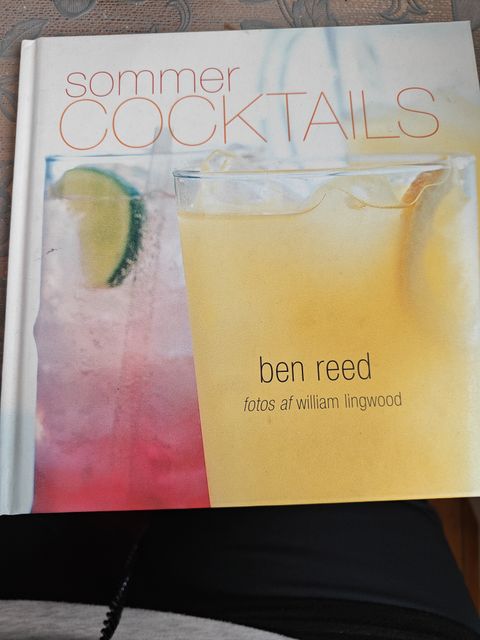 sommer
COCKTAILS
ben reed
fotos af william lingwood